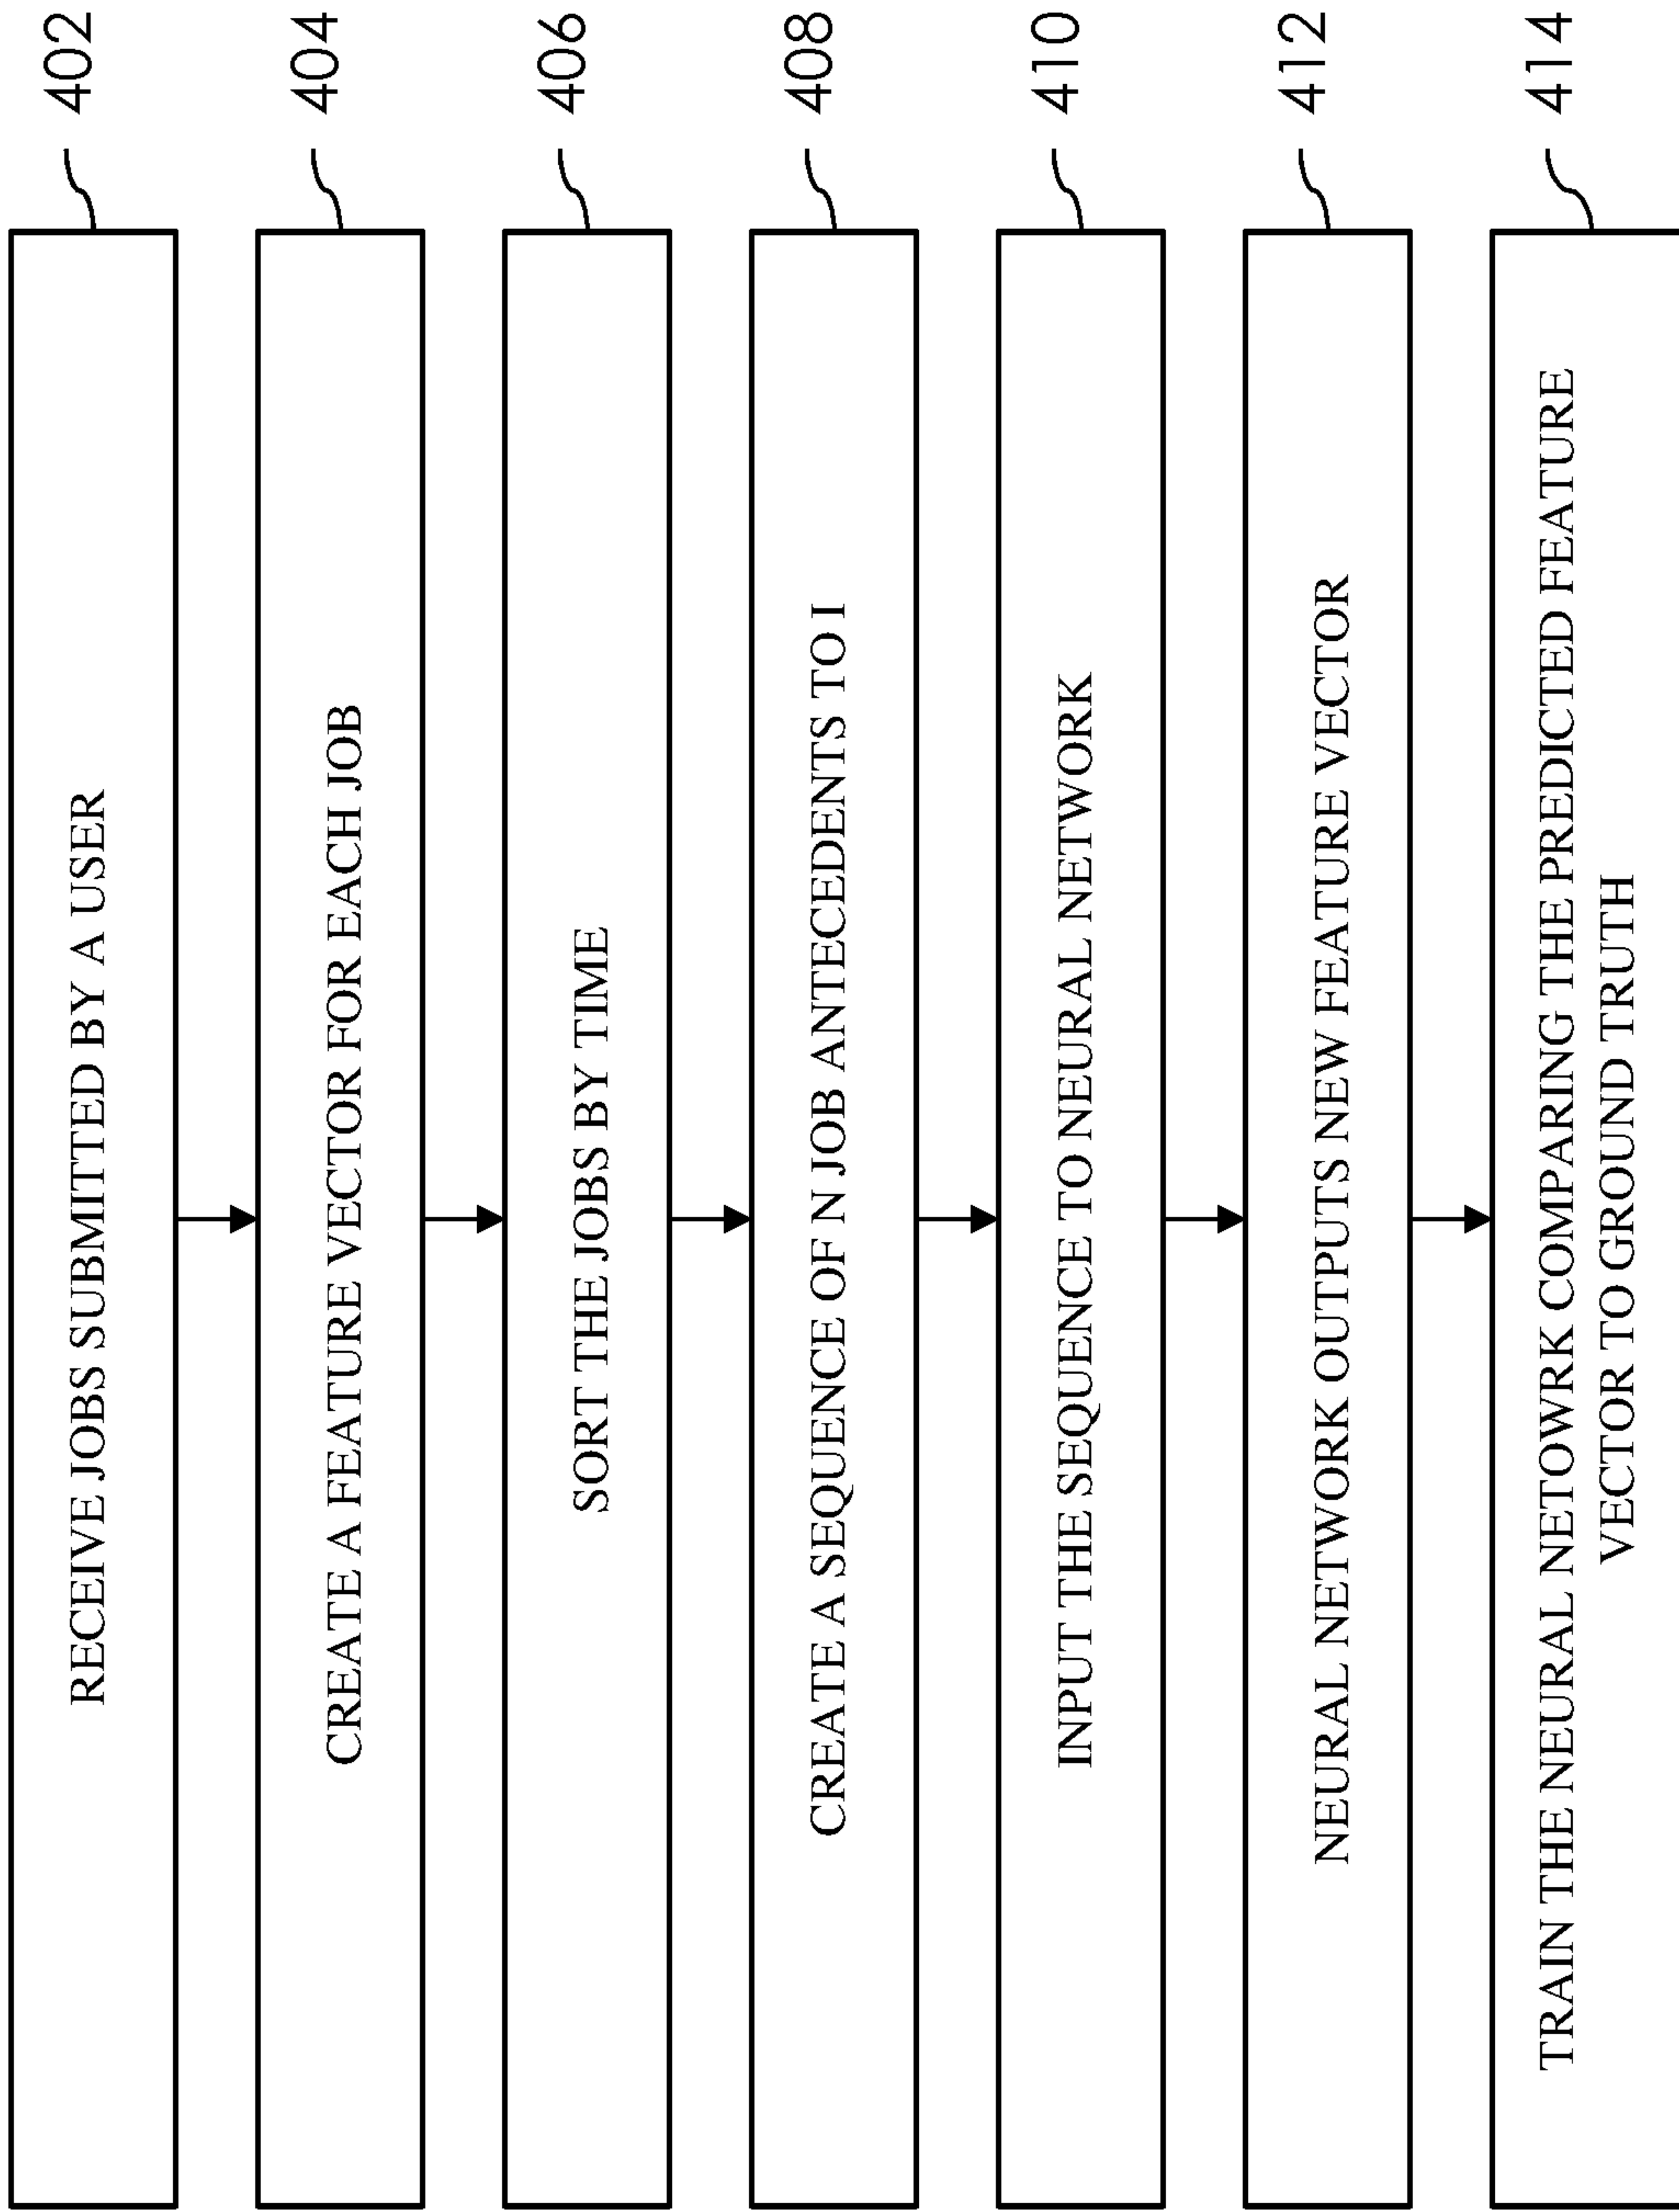 RECEIVE JOBS SUBMITTED BY A USER
402
CREATE A FEATURE VECTOR FOR EACH JOB
404
SORT THE JOBS BY TIME
406
CREATE A SEQUENCE OF N JOB ANTECEDENTS TO I
408
INPUT THE SEQUENCE TO NEURAL NETWORK
410
NEURAL NETWORK OUTPUTS NEW FEATURE VECTOR
412
TRAIN THE NEURAL NETOWRK COMPARING THE PREDICTED FEATURE
VECTOR TO GROUND TRUTH
414